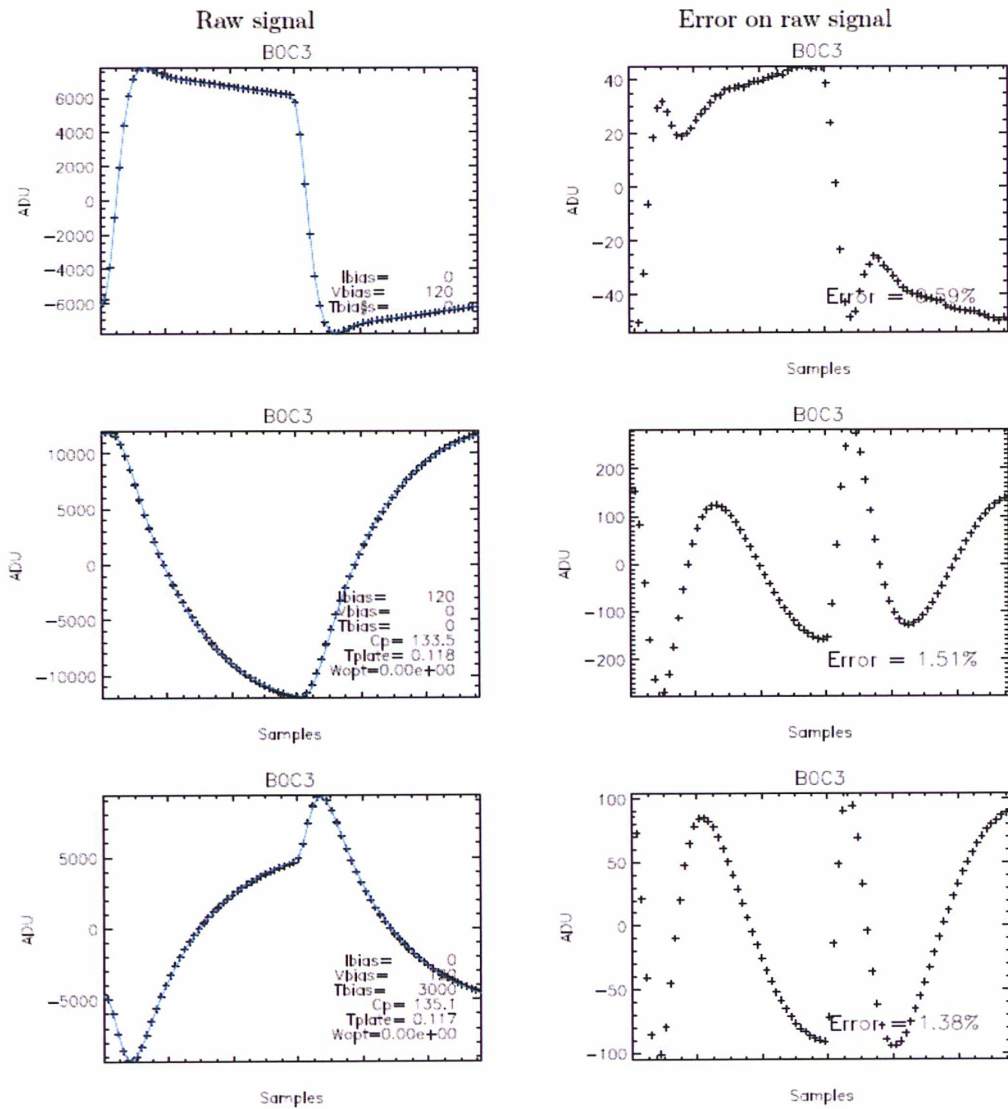 Raw signal
Error on raw signal
B0C3
B0C3
6000
4000
2000
0
−2000
−4000
−6000
ADU
Ibias= 0
Vbias= 120
40
20
0
−20
−40
ADU
Error = 0.59%
Samples
B0C3
B0C3
10000
5000
0
−5000
−10000
ADU
Ibias= 120
Vbias= 0
Tbias= 0
Cp= 133.5
Tplate= 0.118
Wopt=0.00e+00
Samples
200
100
0
−100
−200
ADU
Error = 1.51%
Samples
B0C3
B0C3
5000
0
−5000
ADU
Ibias= 0
Vbias=
Tbias= 3000
Cp= 135.1
Tplate= 0.117
Wopt=0.00e+00
Samples
100
50
0
−50
−100
ADU
Error = 1.38%
Samples